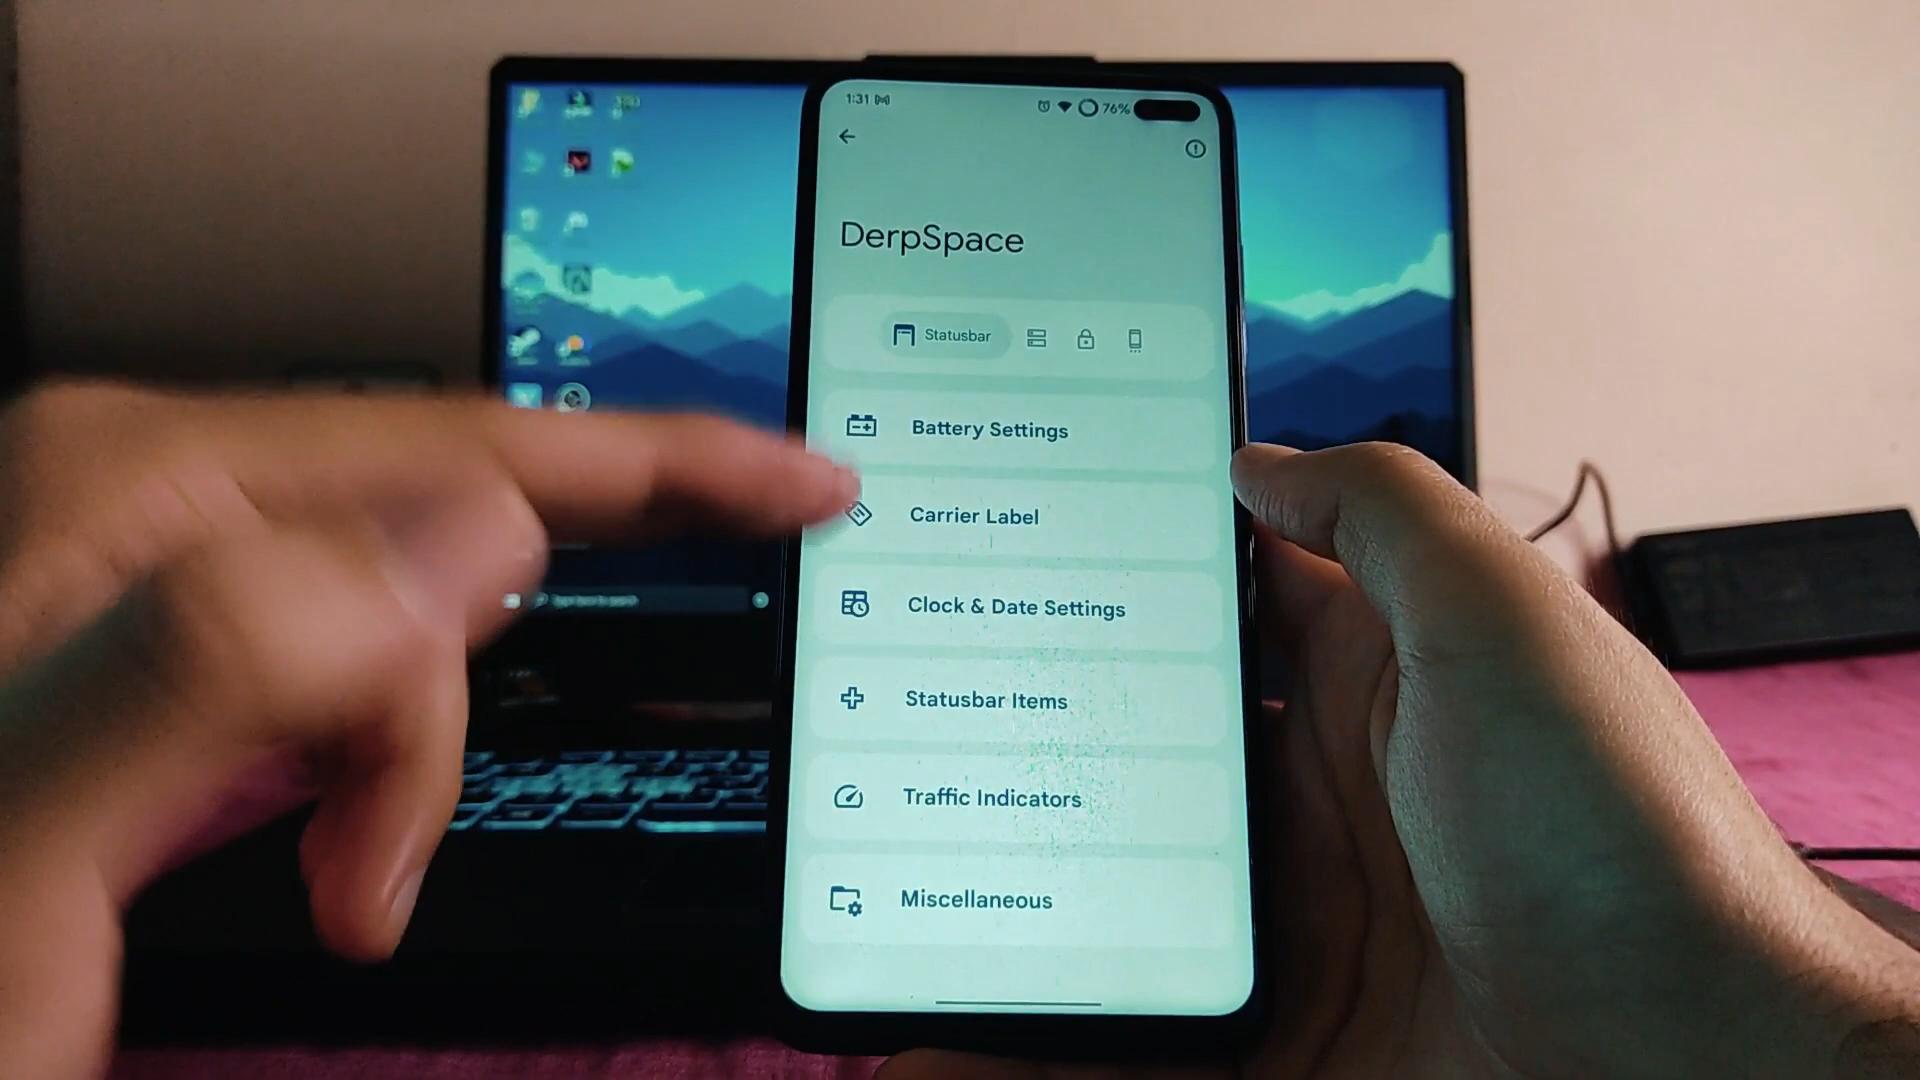 1:31
76%
DerpSpace
Statusbar
Battery Settings
Carrier Label
Clock & Date Settings
Statusbar Items
Traffic Indicators
Miscellaneous